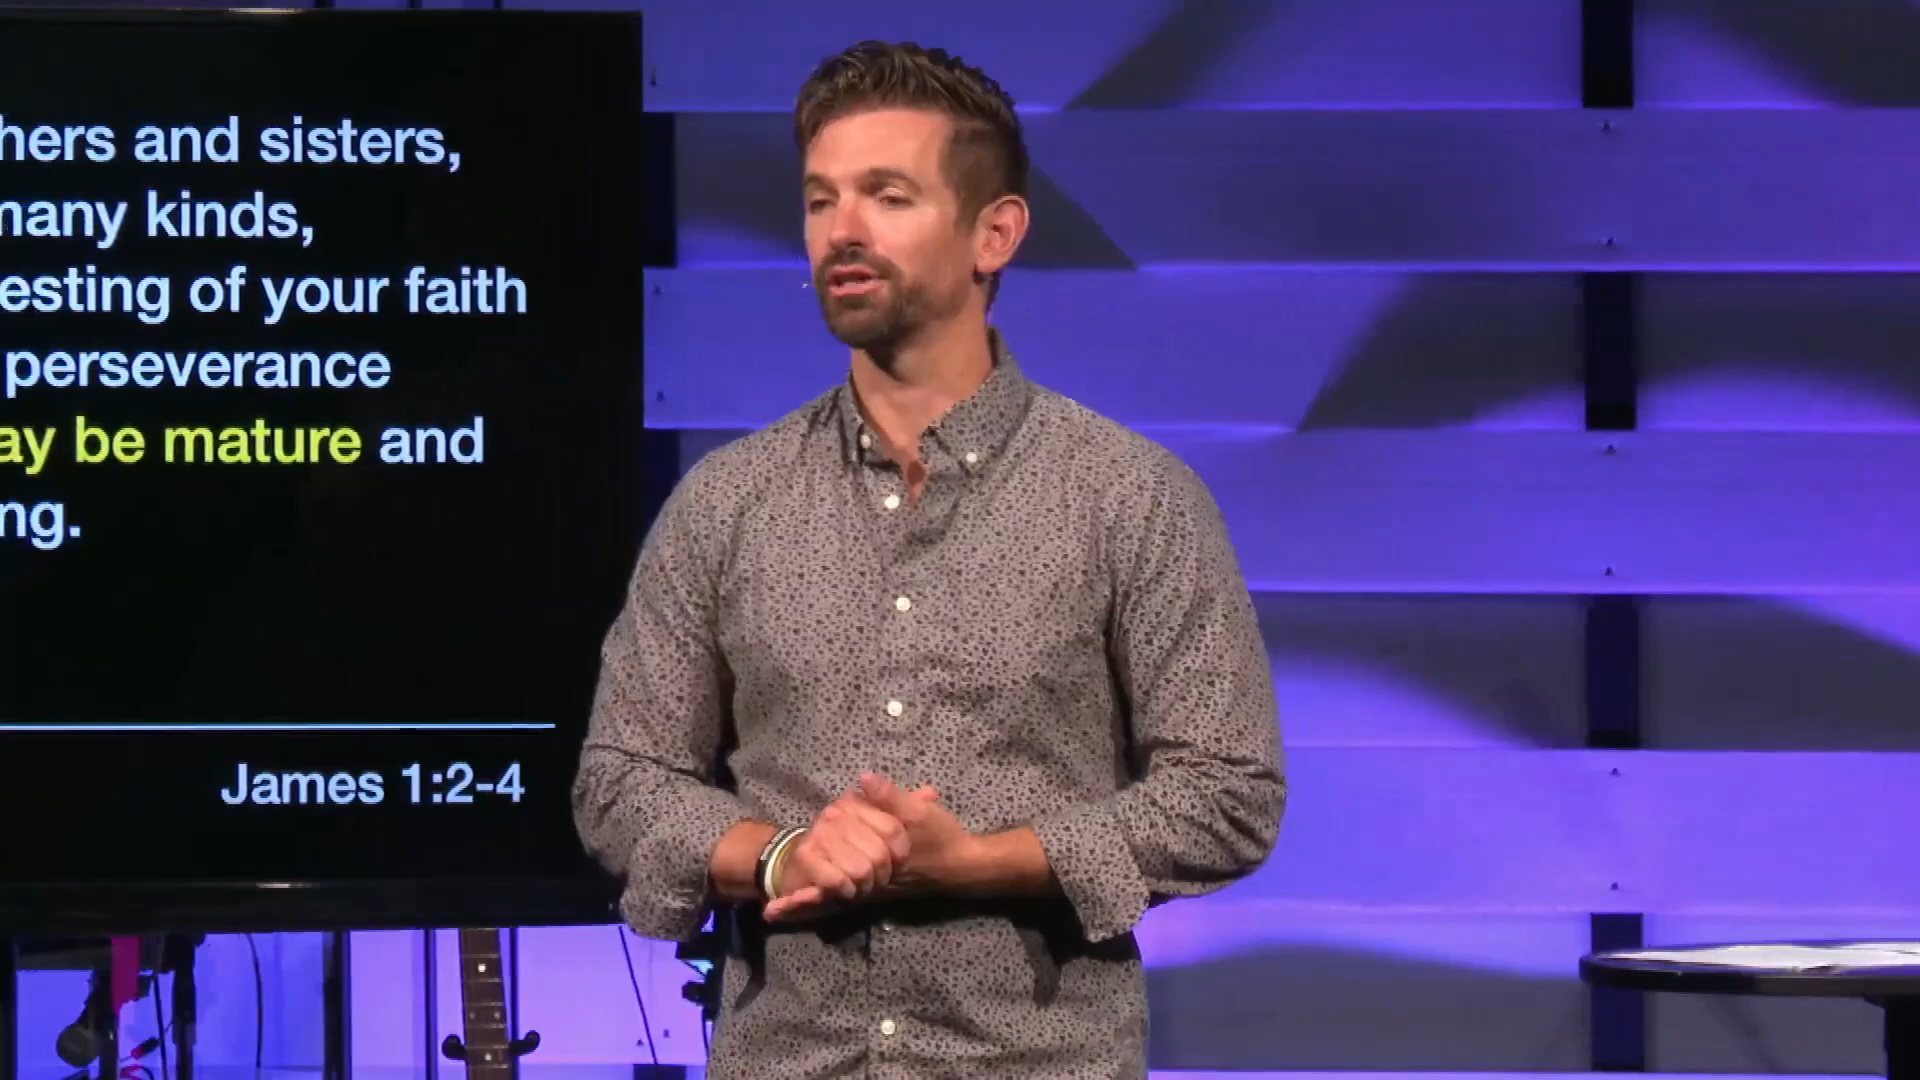 hers and sisters,
many kinds,
esting of your faith
perseverance
ay be mature and
ng.
James 1:2-4